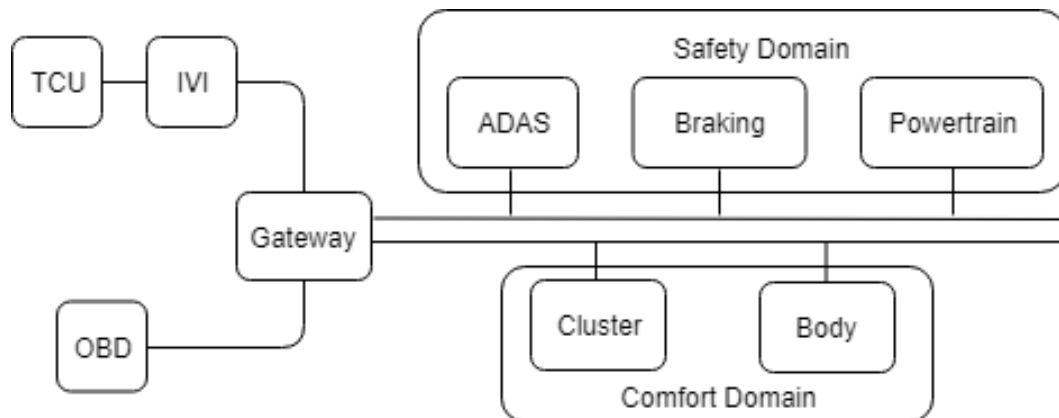 TCU
IVI
Safety Domain
ADAS
Braking
Powertrain
Gateway
OBD
Cluster
Body
Comfort Domain